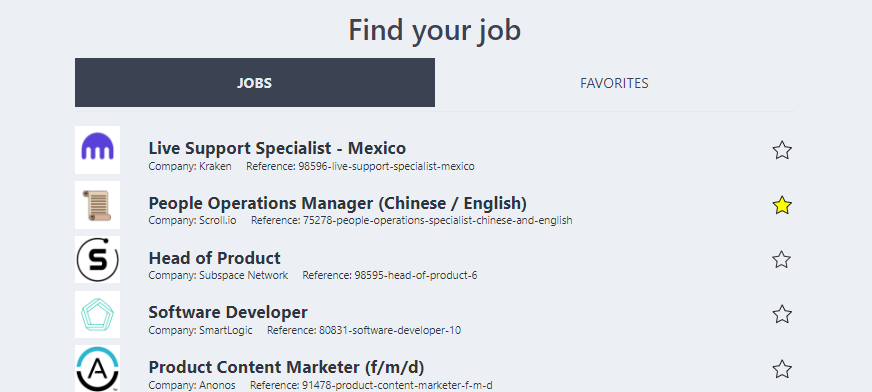 Find your job
JOBS
FAVORITES
Live Support Specialist - Mexico
Company: Kraken Reference: 98596-live-support-specialist-mexico
People Operations Manager (Chinese / English)
Company: Scroll.io Reference: 75278-people-operations-specialist-chinese-and-english
S
Head of Product
Company: Subspace Network Reference: 98595-head-of-product-6
Software Developer
Company: SmartLogic Reference: 80831-software-developer-10
A
Product Content Marketer (f/m/d)
Company: Anonos Reference: 91478-product-content-marketer-f-m-d